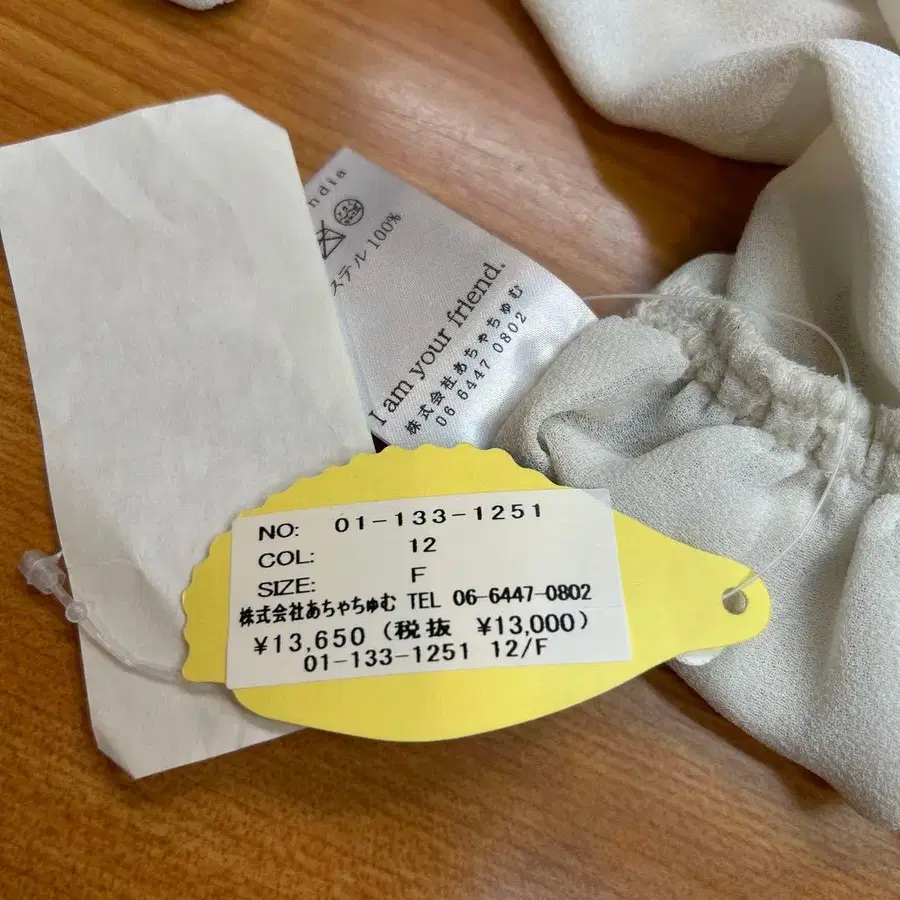 ndia
ステル 100%
I am your friend.
株式会社あちゃちゅむ
06 6447 0802
NO: 01-133-1251
COL: 12
SIZE: F
株式会社あちゃちゅむ TEL 06-6447-0802
¥13,650 (税抜 ¥13,000)
01-133-1251 12/F